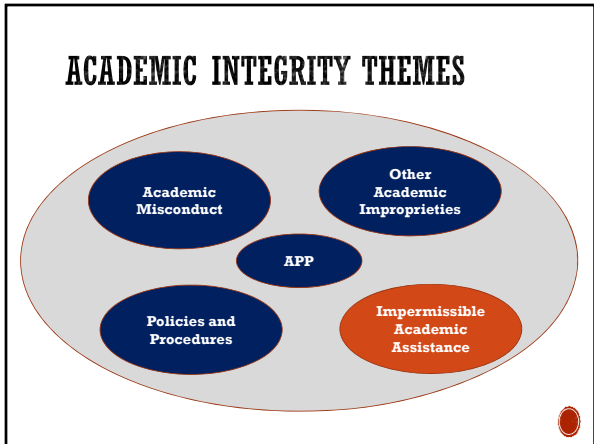 ACADEMIC INTEGRITY THEMES
Academic
Misconduct
Other
Academic
Improprieties
APP
Policies and
Procedures
Impermissible
Academic
Assistance